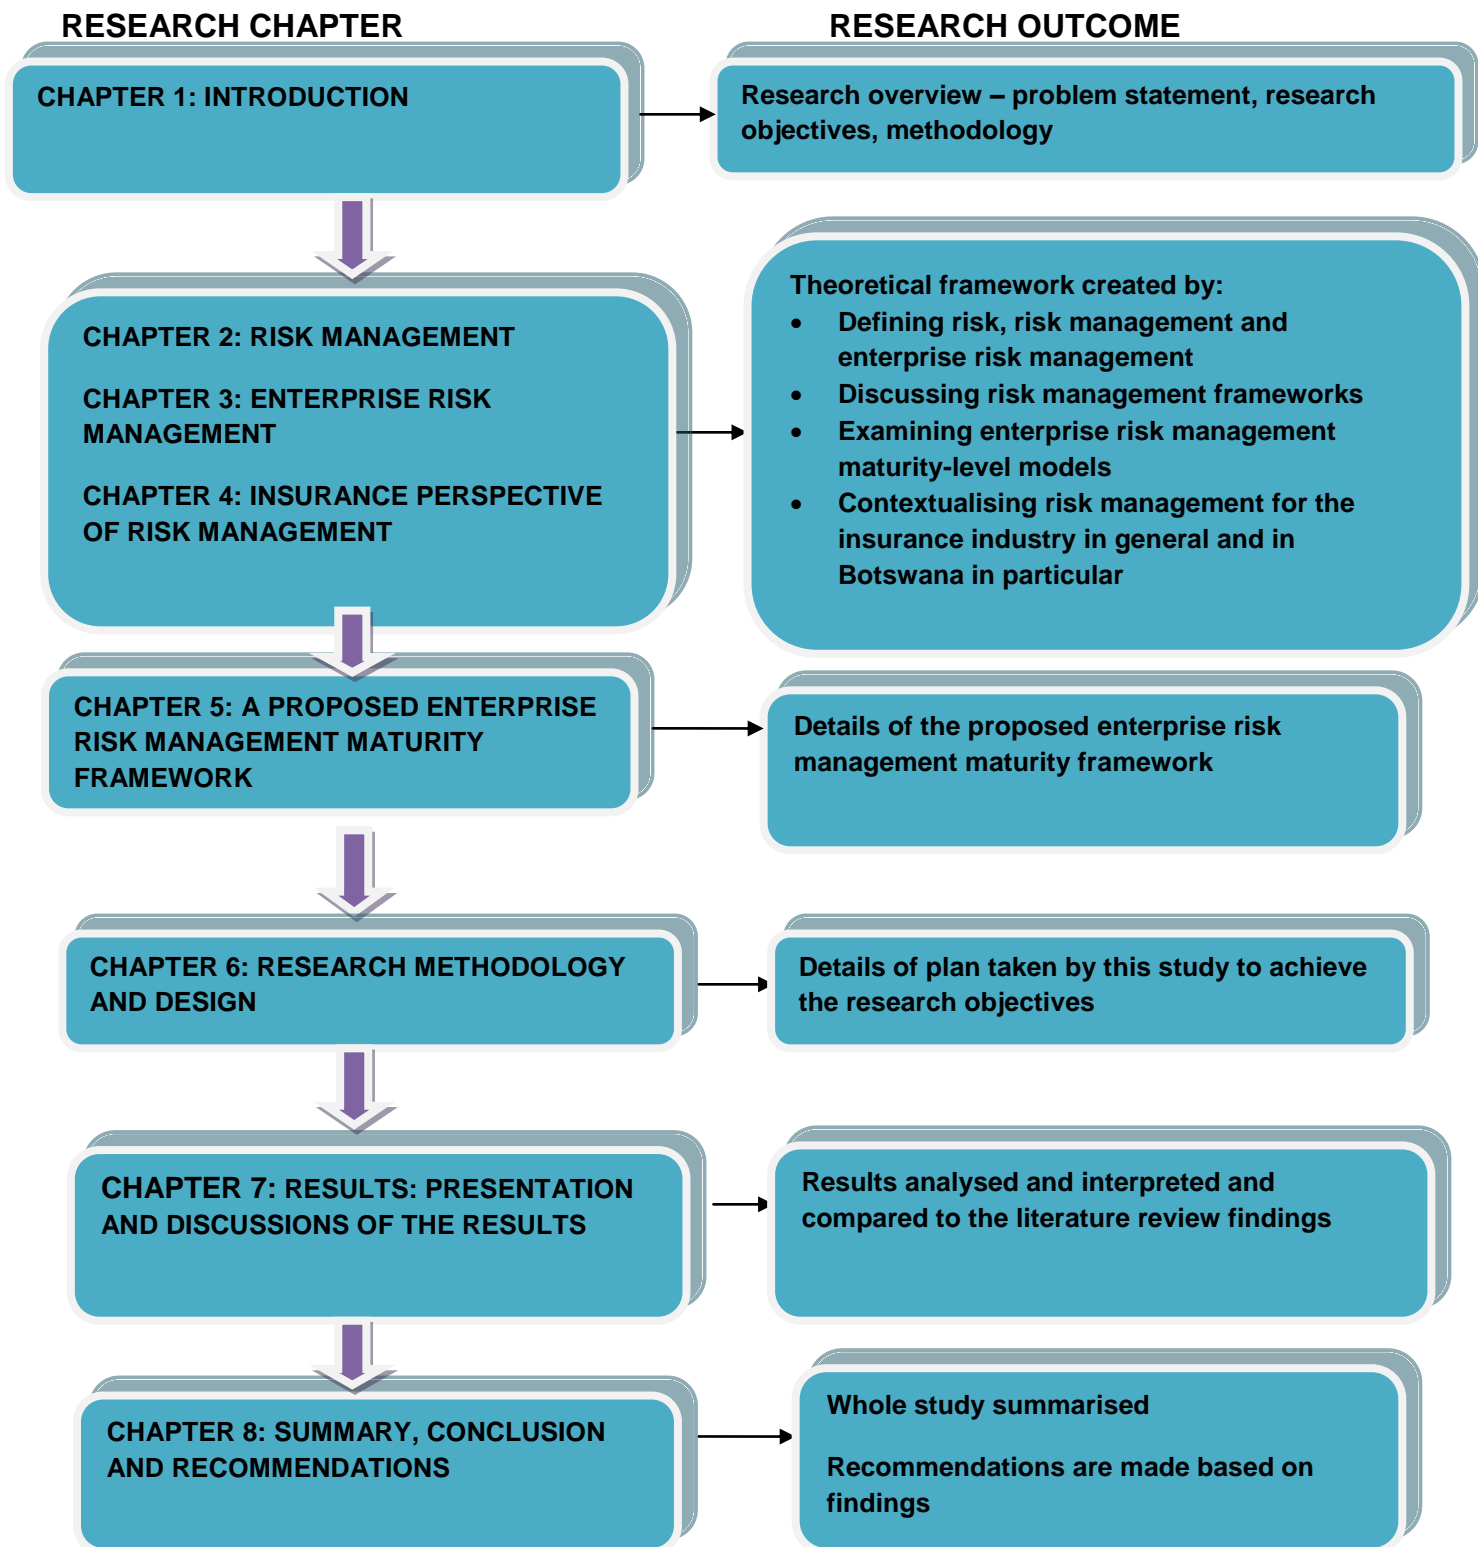 RESEARCH CHAPTER
RESEARCH OUTCOME
CHAPTER 1: INTRODUCTION
Research overview – problem statement, research
objectives, methodology
CHAPTER 2: RISK MANAGEMENT
CHAPTER 3: ENTERPRISE RISK
MANAGEMENT
CHAPTER 4: INSURANCE PERSPECTIVE
OF RISK MANAGEMENT
Theoretical framework created by:
• Defining risk, risk management and
enterprise risk management
• Discussing risk management frameworks
• Examining enterprise risk management
maturity-level models
• Contextualising risk management for the
insurance industry in general and in
Botswana in particular
CHAPTER 5: A PROPOSED ENTERPRISE
RISK MANAGEMENT MATURITY
FRAMEWORK
Details of the proposed enterprise risk
management maturity framework
CHAPTER 6: RESEARCH METHODOLOGY
AND DESIGN
Details of plan taken by this study to achieve
the research objectives
CHAPTER 7: RESULTS: PRESENTATION
AND DISCUSSIONS OF THE RESULTS
Results analysed and interpreted and
compared to the literature review findings
CHAPTER 8: SUMMARY, CONCLUSION
AND RECOMMENDATIONS
Whole study summarised
Recommendations are made based on
findings